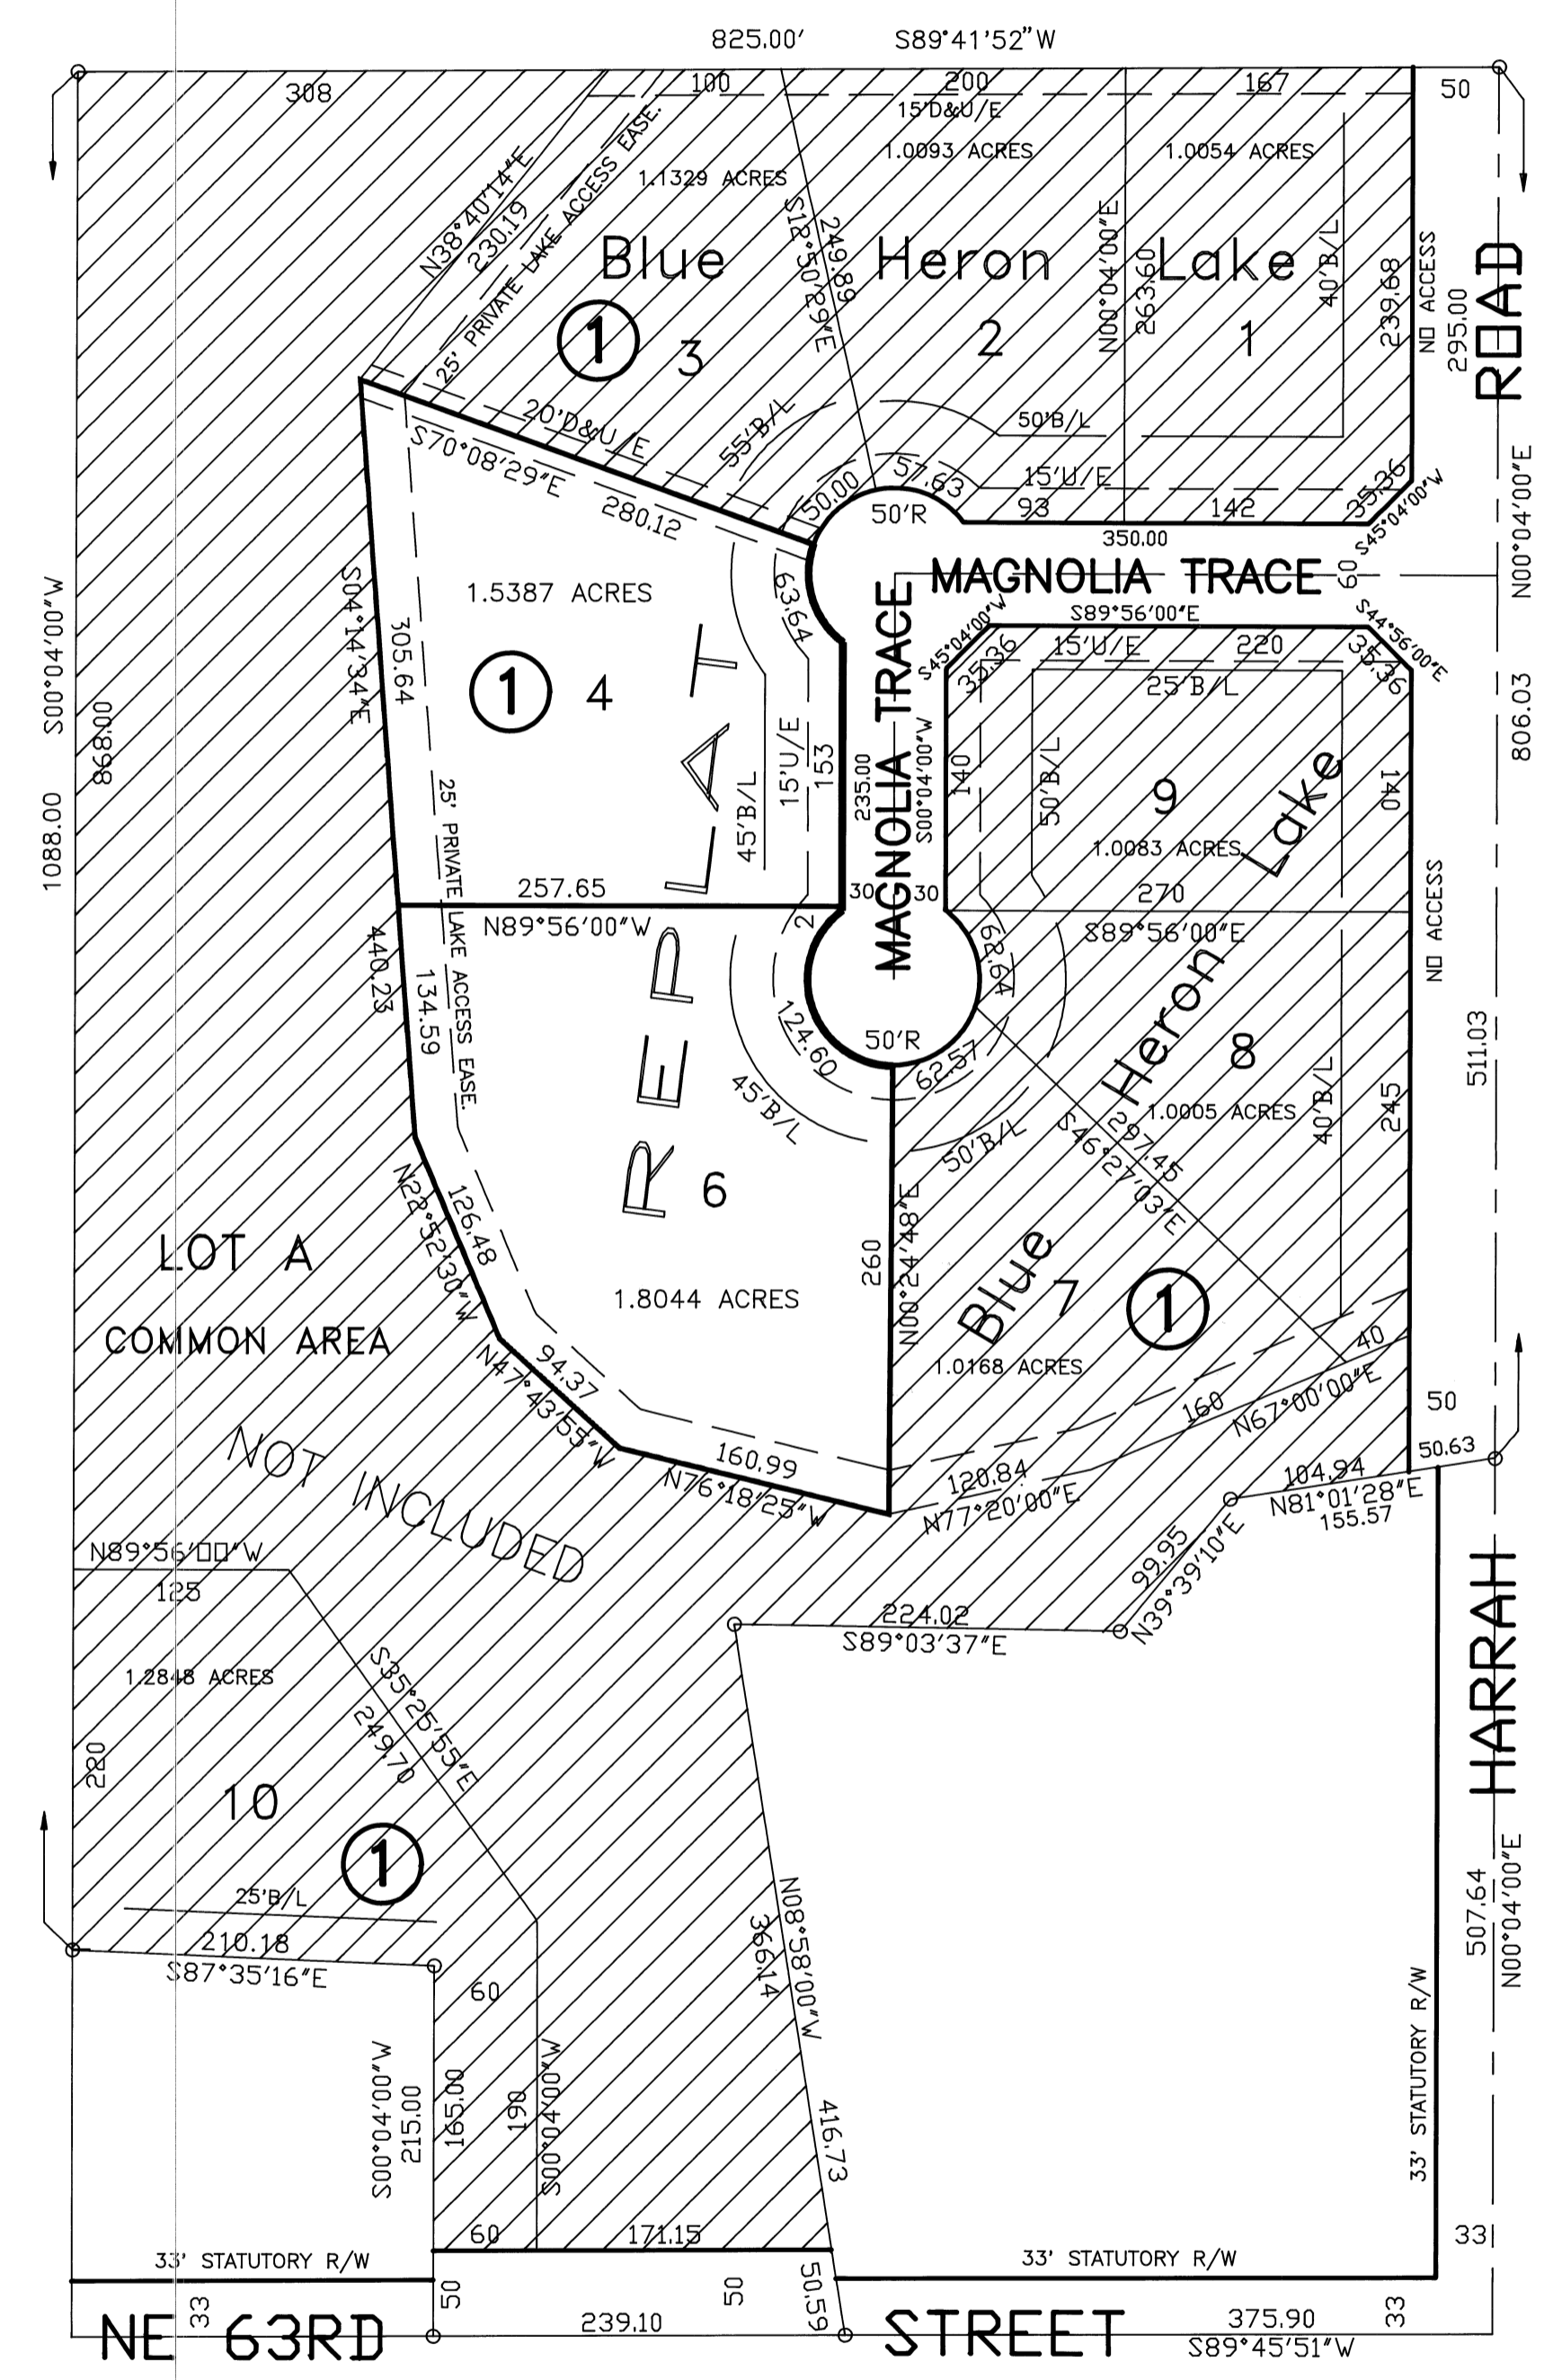 825.00' S89°41'52"W
308
100
200
167
50
15'D&U/E
1.1329 ACRES
1.0093 ACRES
1.0054 ACRES
N38°40'14"E
230.19
25' PRIVATE LAKE ACCESS EASE.
S12°50'29"E
249.89
N00°04'00"E
263.60
40'B/L
239.68
NO ACCESS
295.00
ROAD
Blue Heron Lake
1
3
2
1
20'D&U/E
S70°08'29"E
280.12
55'B/L
50'B/L
50.00
57.63
50'R
15'U/E
93
142
35.36
S45°04'00"W
350.00
MAGNOLIA TRACE
60
S89°56'00"E
N00°04'00"E
S00°04'00"W
1088.00
868.00
S04°14'34"E
305.64
1.5387 ACRES
1
4
63.64
MAGNOLIA TRACE
S45°04'00"W
35.36
15'U/E
220
25'B/L
S44°56'00"E
35.36
806.03
REPLAT
45'B/L
15'U/E
153
235.00
S00°04'00"W
140
50'B/L
9
1.0083 ACRES
140
Blue Heron Lake
25' PRIVATE LAKE ACCESS EASE.
257.65
N89°56'00"W
2
30
30
270
S89°56'00"E
NO ACCESS
440.23
134.59
62.64
124.60
50'R
62.57
45'B/L
50'B/L
8
1.0005 ACRES
40'B/L
245
511.03
297.45
S46°27'03"E
6
1.8044 ACRES
260
N00°24'48"E
7
1
1.0168 ACRES
LOT A
COMMON AREA
NOT INCLUDED
N22°52'30"W
126.48
94.37
N47°43'55"W
160.99
N76°18'25"W
120.84
N77°20'00"E
160
40
N67°00'00"E
50
50.63
104.94
N81°01'28"E
155.57
99.95
N39°39'10"E
224.02
S89°03'37"E
N89°56'00"W
125
1.2848 ACRES
220
S35°25'55"E
249.70
10
1
25'B/L
210.18
S87°35'16"E
60
N08°58'00"W
366.14
416.73
HARRAH
507.64
N00°04'00"E
33' STATUTORY R/W
S00°04'00"W
215.00
165.00
190
S00°04'00"W
60
171.15
33' STATUTORY R/W
33' STATUTORY R/W
33
33
50
50
50.59
33
NE 63RD STREET
239.10
375.90
S89°45'51"W